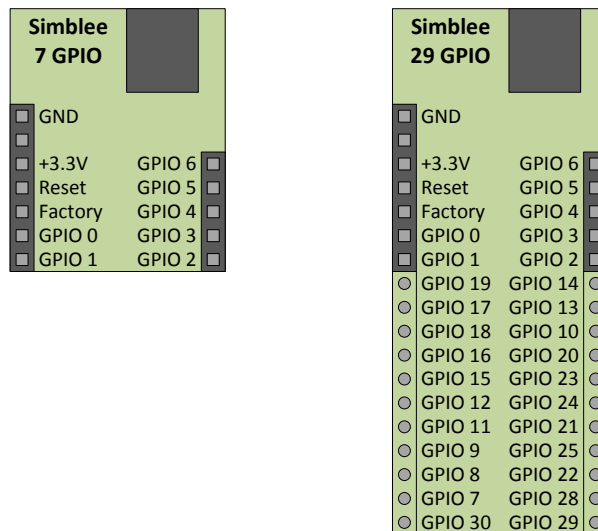 Simblee
7 GPIO
GND
+3.3V GPIO 6
Reset GPIO 5
Factory GPIO 4
GPIO 0 GPIO 3
GPIO 1 GPIO 2
Simblee
29 GPIO
GND
+3.3V GPIO 6
Reset GPIO 5
Factory GPIO 4
GPIO 0 GPIO 3
GPIO 1 GPIO 2
GPIO 19 GPIO 14
GPIO 17 GPIO 13
GPIO 18 GPIO 10
GPIO 16 GPIO 20
GPIO 15 GPIO 23
GPIO 12 GPIO 24
GPIO 11 GPIO 21
GPIO 9 GPIO 25
GPIO 8 GPIO 22
GPIO 7 GPIO 28
GPIO 30 GPIO 29